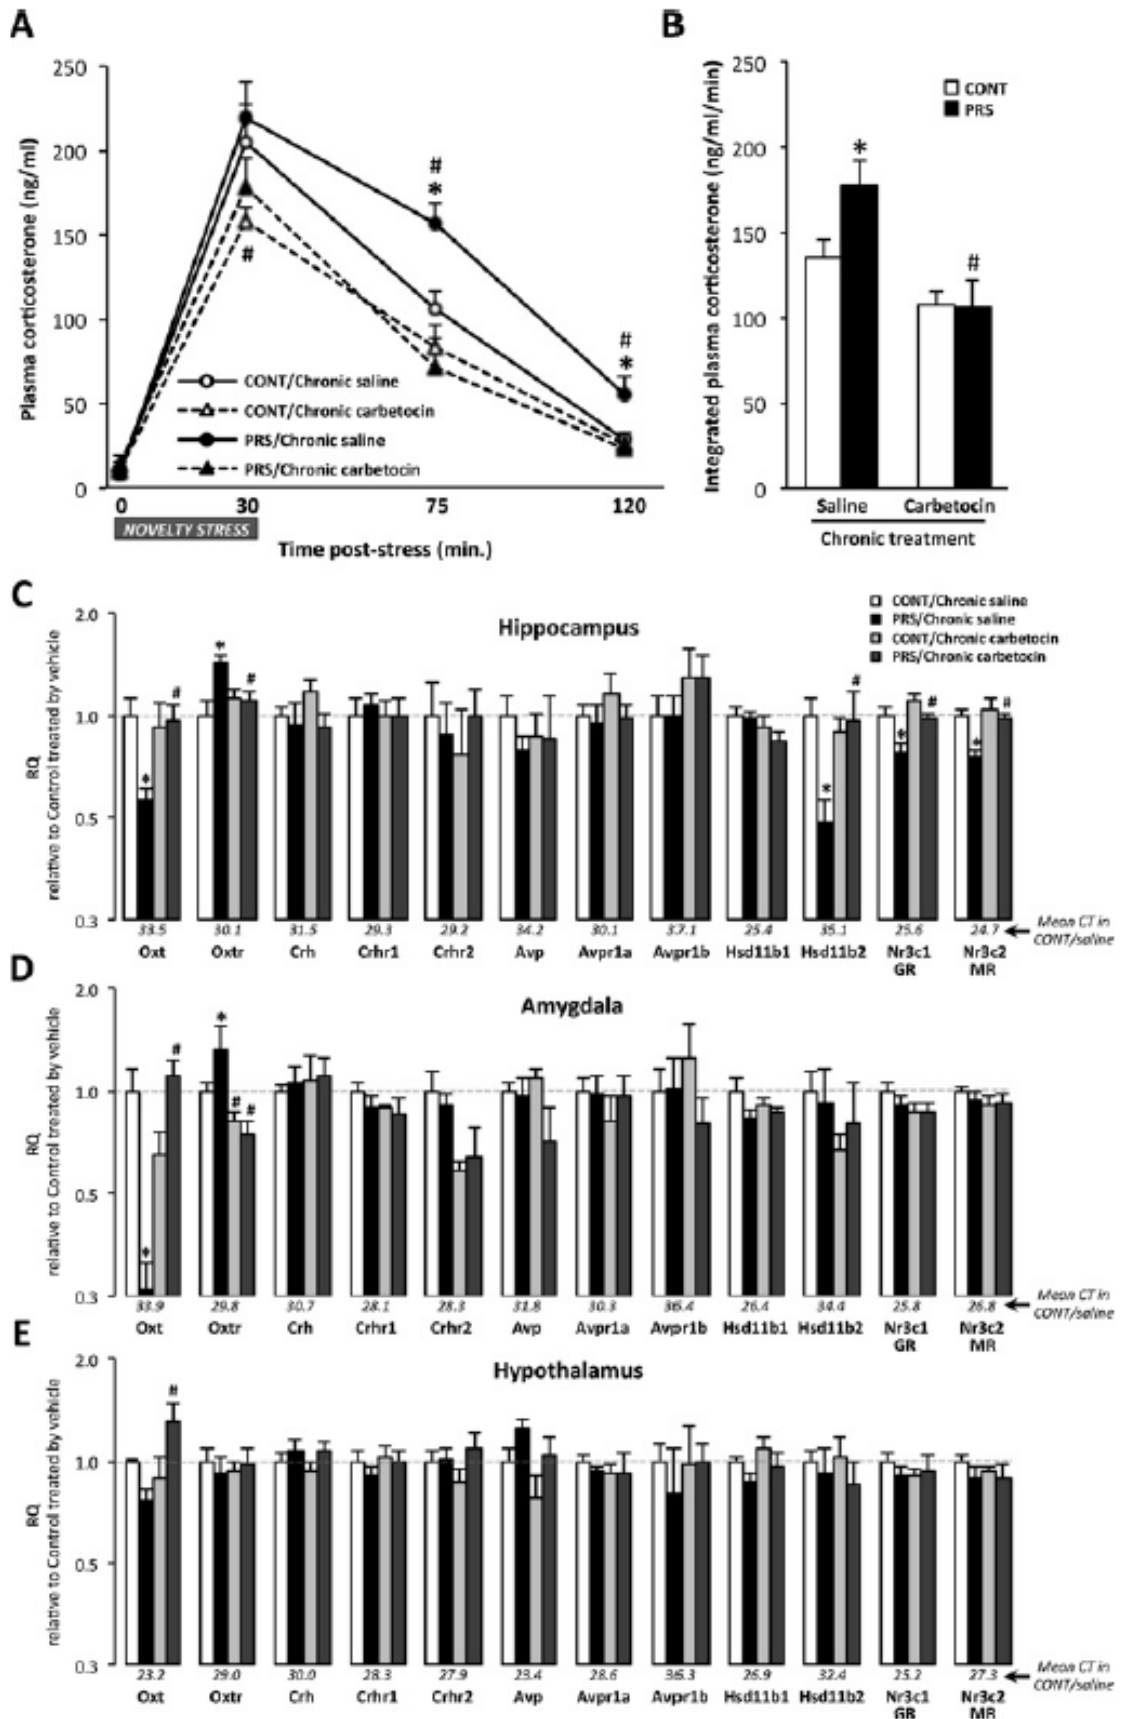 A
Plasma corticosterone (ng/ml)
250
200
150
100
50
0
#
*
#
*
#
CONT/Chronic saline
CONT/Chronic carbetocin
PRS/Chronic saline
PRS/Chronic carbetocin
0 30 75 120
NOVELTY STRESS
Time post-stress (min.)
B
Integrated plasma corticosterone (ng/ml/min)
250
200
150
100
50
0
CONT
PRS
*
#
Saline Carbetocin
Chronic treatment
C
Hippocampus
CONT/Chronic saline
PRS/Chronic saline
CONT/Chronic carbetocin
PRS/Chronic carbetocin
RQ
relative to Control treated by vehicle
2.0
1.0
0.5
0.3
* # * # * # * # * #
33.5 30.1 31.5 29.3 29.2 34.2 30.1 37.1 25.4 35.1 25.6 24.7
Mean CT in
CONT/saline
Oxt Oxtr Crh Crhr1 Crhr2 Avp Avpr1a Avpr1b Hsd11b1 Hsd11b2 Nr3c1 Nr3c2
GR MR
D
Amygdala
RQ
relative to Control treated by vehicle
2.0
1.0
0.5
0.3
* # * # #
33.9 29.8 30.7 28.1 28.3 31.8 30.3 36.4 26.4 34.4 25.8 26.8
Mean CT in
CONT/saline
Oxt Oxtr Crh Crhr1 Crhr2 Avp Avpr1a Avpr1b Hsd11b1 Hsd11b2 Nr3c1 Nr3c2
GR MR
E
Hypothalamus
RQ
relative to Control treated by vehicle
2.0
1.0
0.5
0.3
#
23.2 29.0 30.0 28.3 27.9 23.4 28.6 36.3 26.9 32.4 25.2 27.3
Mean CT in
CONT/saline
Oxt Oxtr Crh Crhr1 Crhr2 Avp Avpr1a Avpr1b Hsd11b1 Hsd11b2 Nr3c1 Nr3c2
GR MR